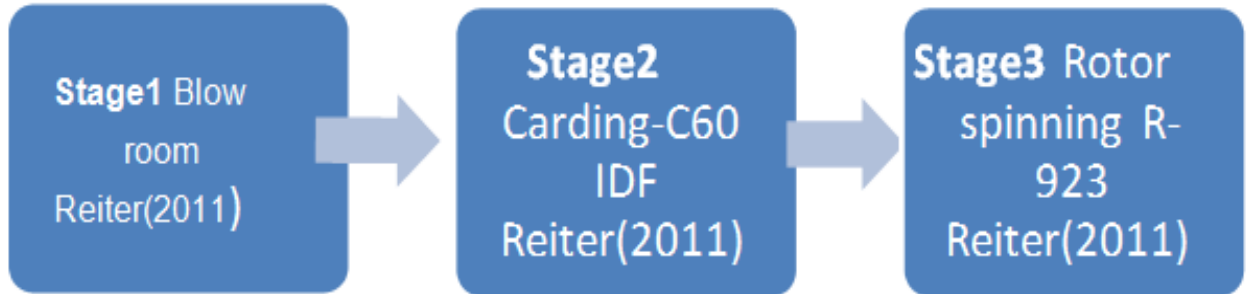 Stage1 Blow
room
Reiter(2011)
Stage2
Carding-C60
IDF
Reiter(2011)
Stage3 Rotor
spinning R-
923
Reiter(2011)